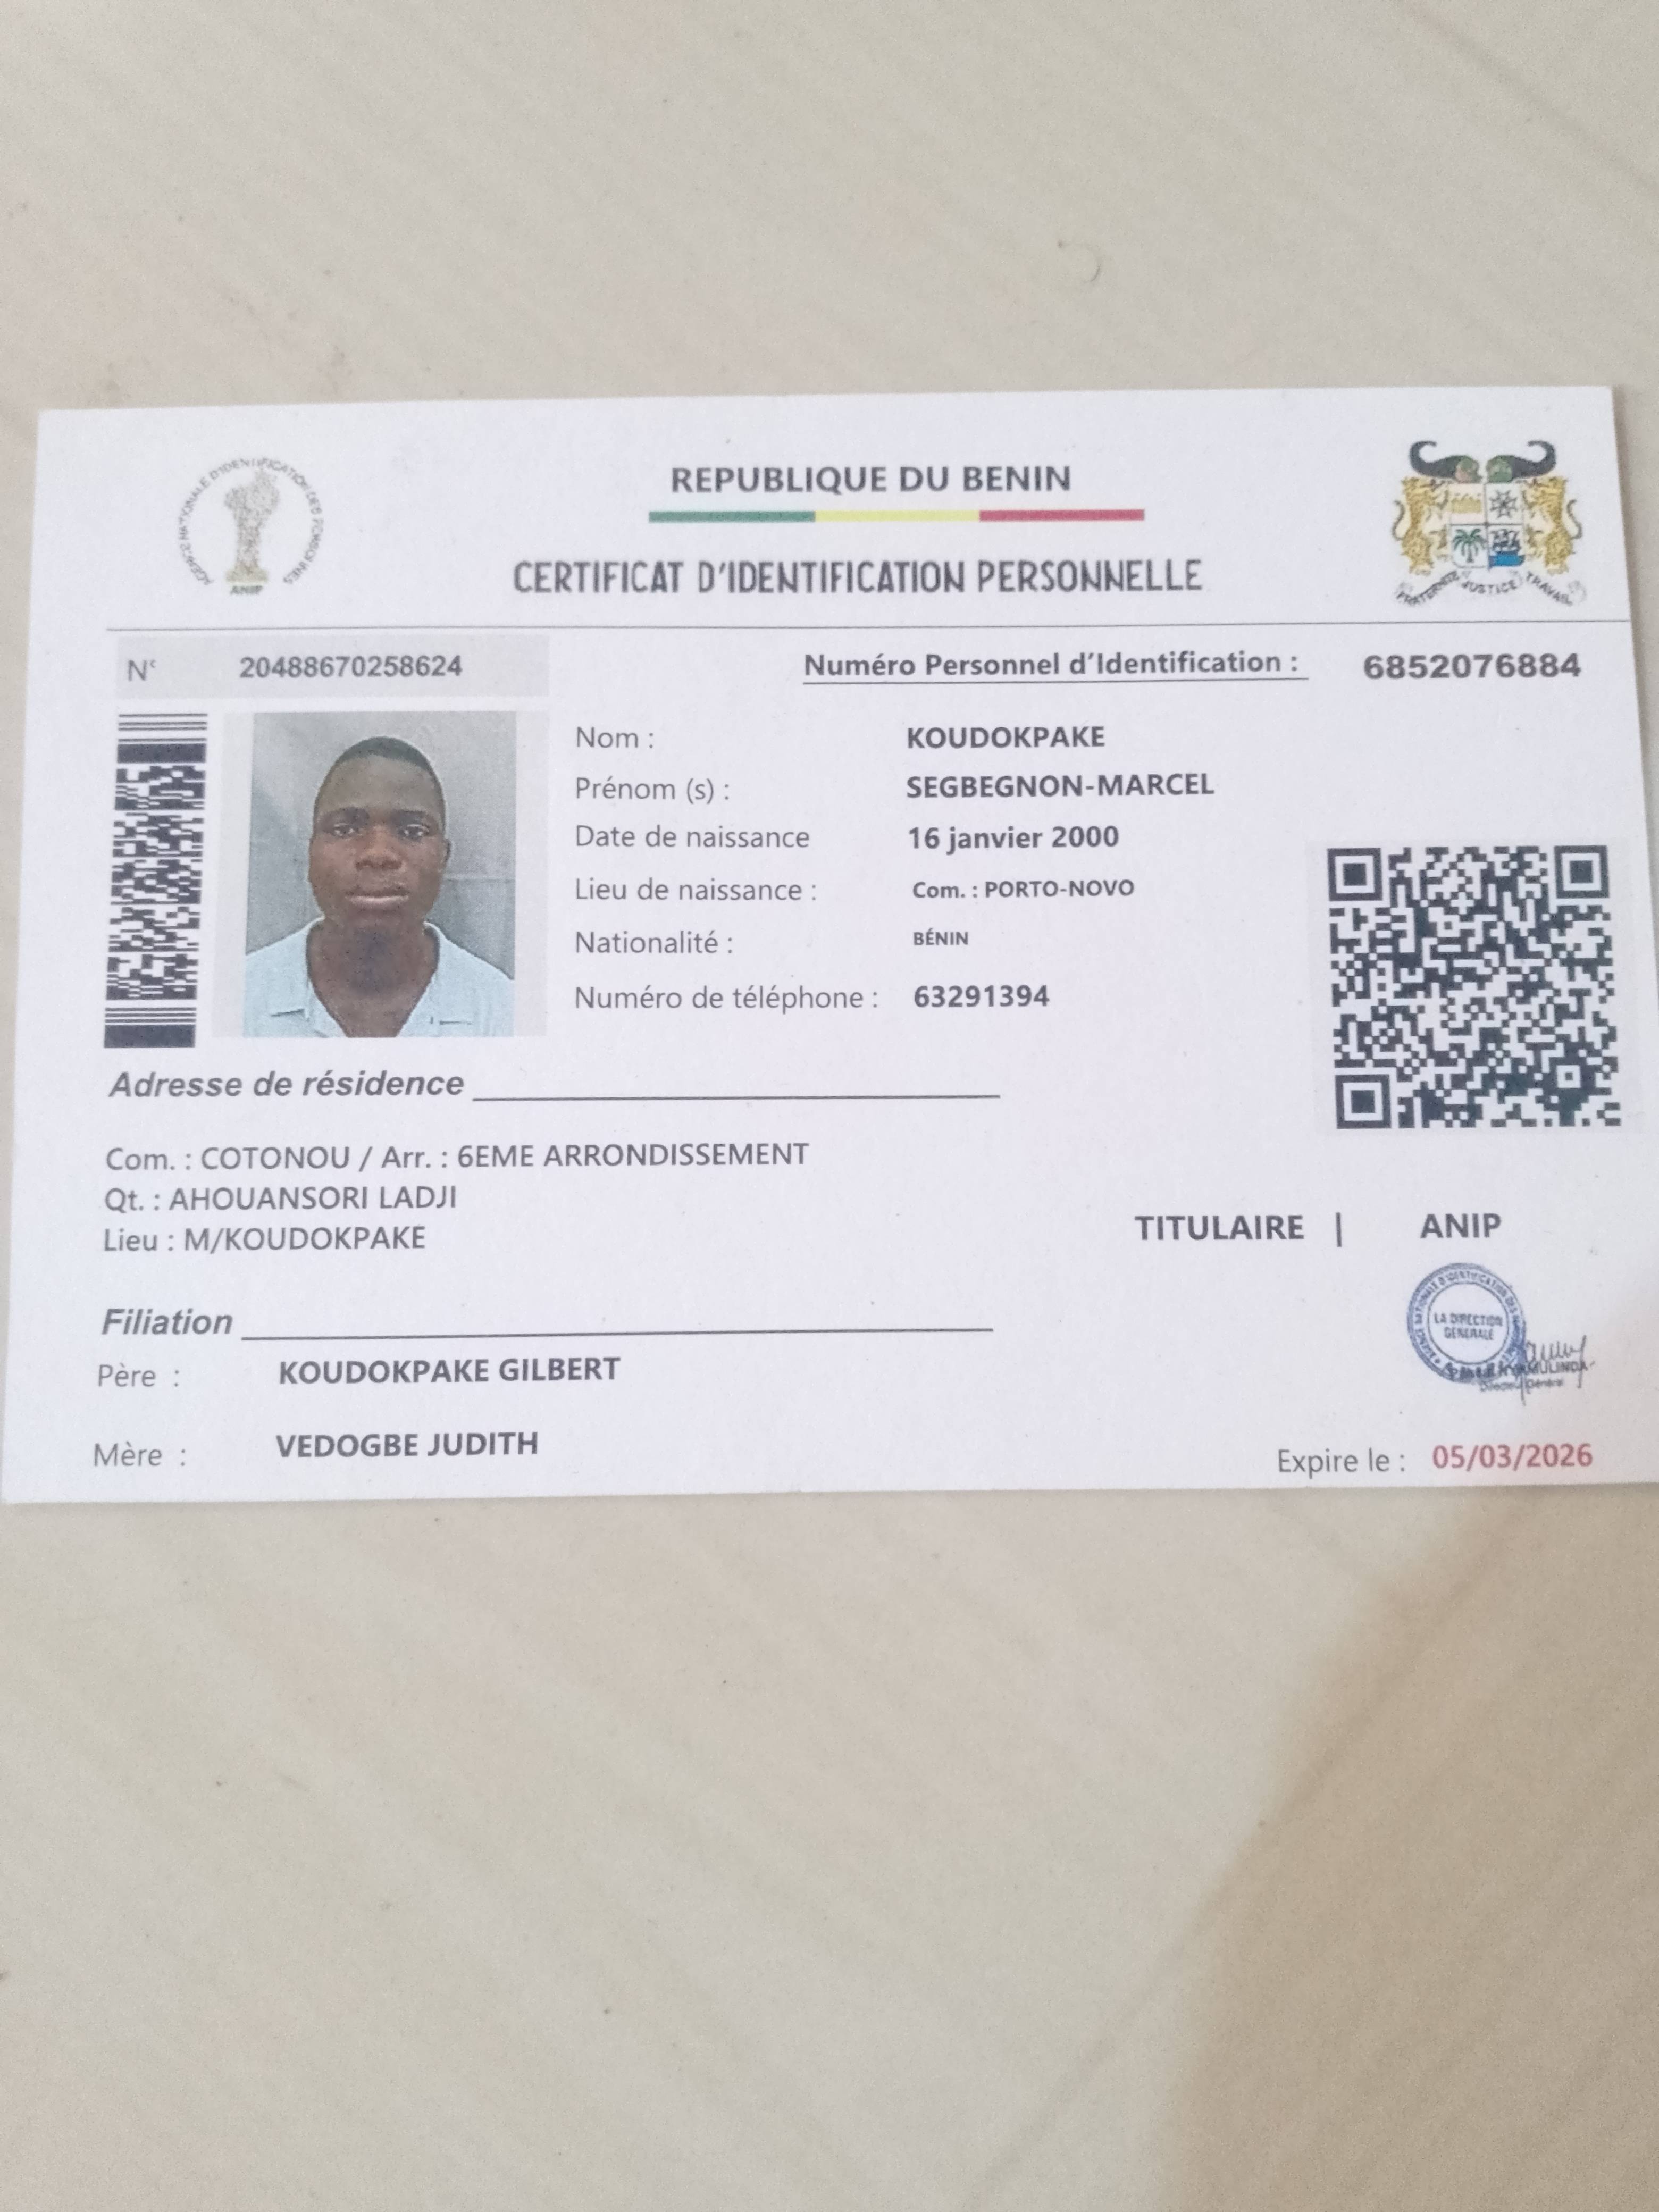 AGENCE NATIONALE D'IDENTIFICATION DES PERSONNES
ANIP
REPUBLIQUE DU BENIN
CERTIFICAT D'IDENTIFICATION PERSONNELLE
FRATERNITE JUSTICE TRAVAIL
N° 20488670258624
Numéro Personnel d'Identification : 6852076884
Nom : KOUDOKPAKE
Prénom (s) : SEGBEGNON-MARCEL
Date de naissance 16 janvier 2000
Lieu de naissance : Com. : PORTO-NOVO
Nationalité : BÉNIN
Numéro de téléphone : 63291394
Adresse de résidence
Com. : COTONOU / Arr. : 6EME ARRONDISSEMENT
Qt. : AHOUANSORI LADJI
Lieu : M/KOUDOKPAKE
TITULAIRE | ANIP
LA DIRECTION
GENERALE
Directeur Général
Filiation
Père : KOUDOKPAKE GILBERT
Mère : VEDOGBE JUDITH
Expire le : 05/03/2026